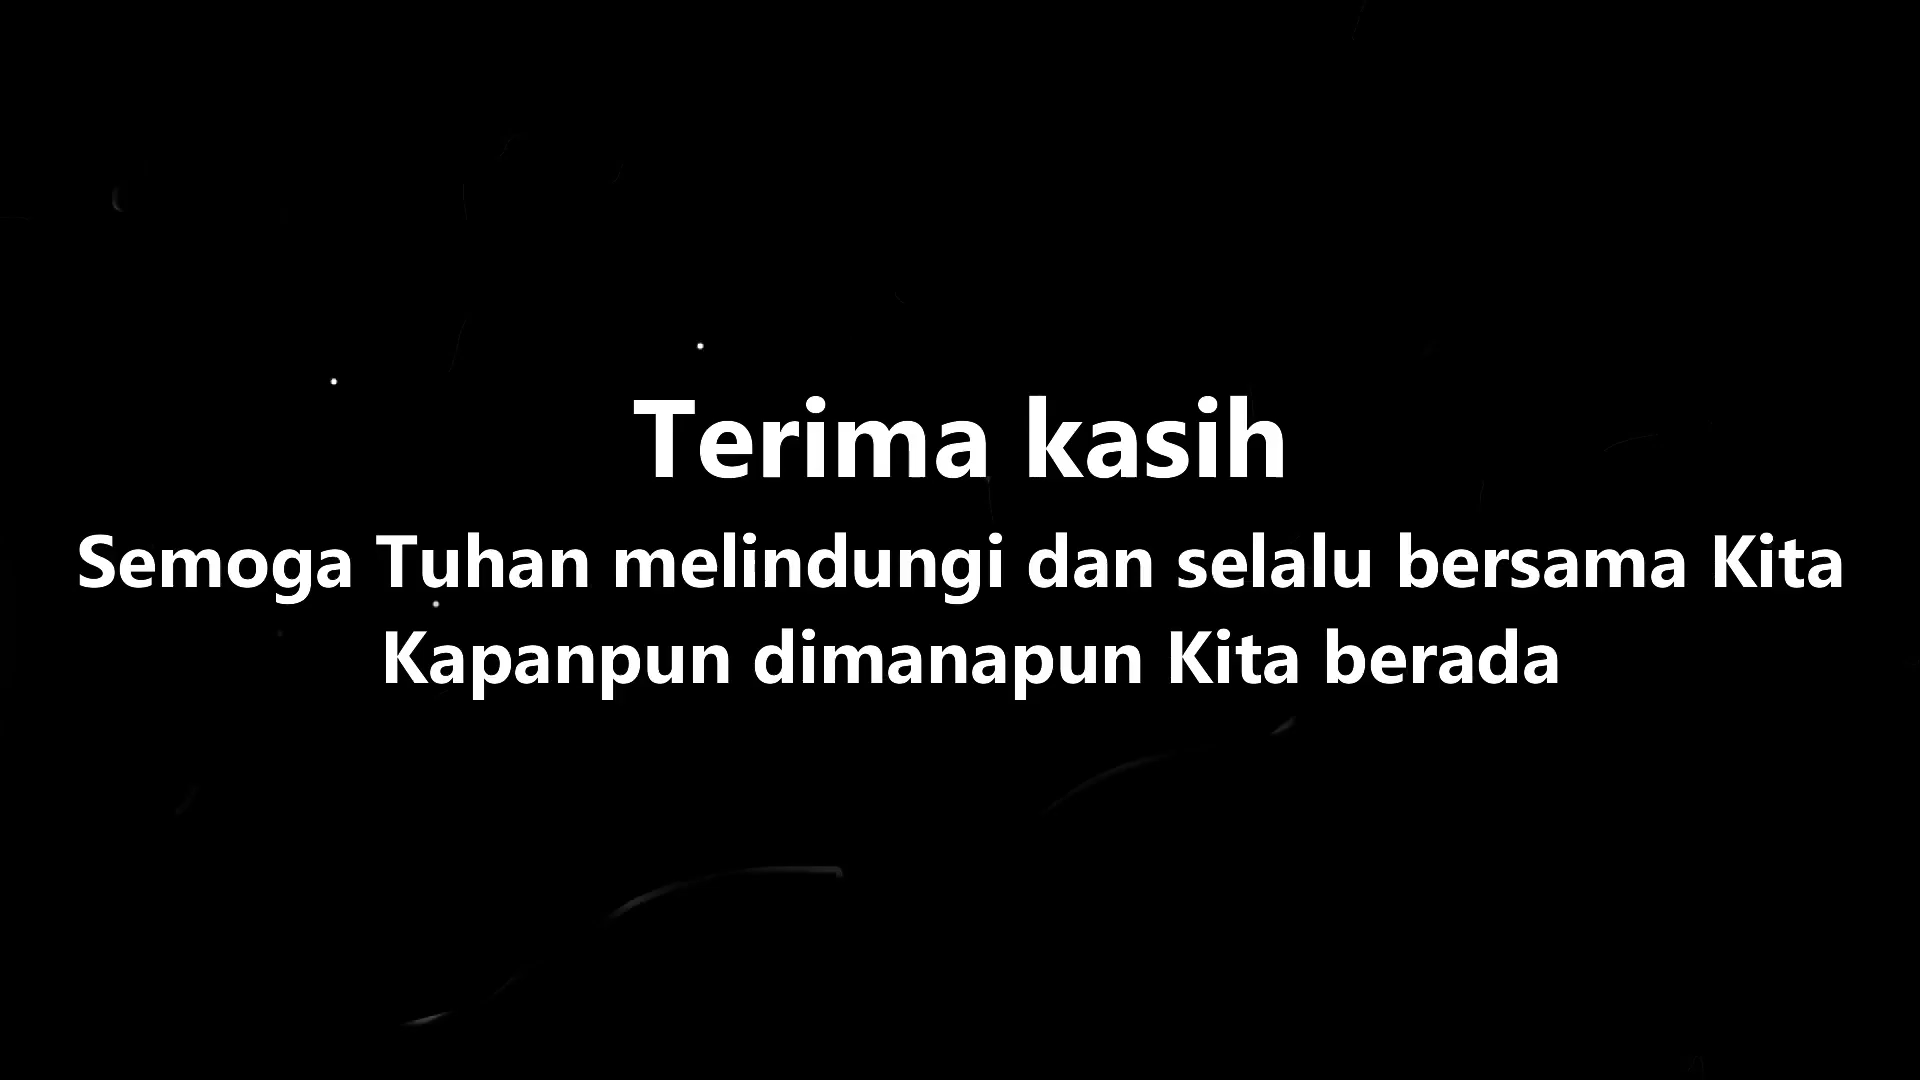 Terima kasih
Semoga Tuhan melindungi dan selalu bersama Kita
Kapanpun dimanapun Kita berada